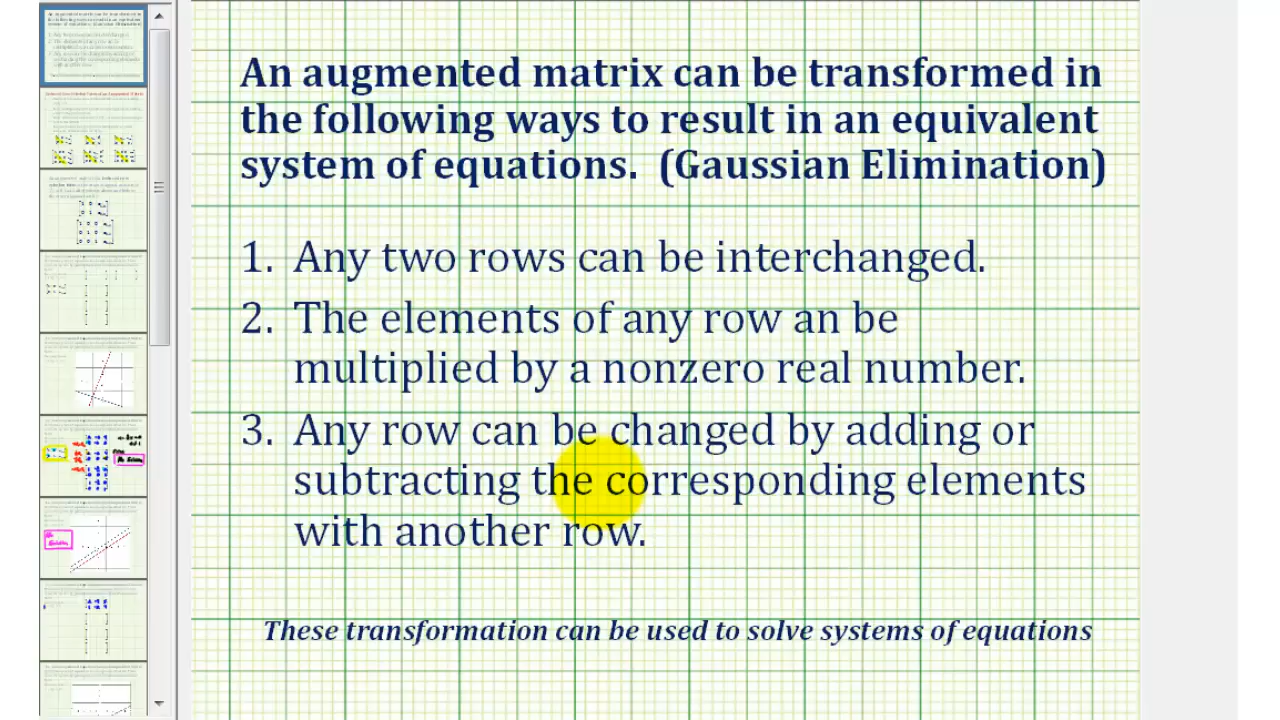 An augmented matrix can be transformed in
the following ways to result in an equivalent
system of equations. (Gaussian Elimination)
1. Any two rows can be interchanged.
2. The elements of any row an be
multiplied by a nonzero real number.
3. Any row can be changed by adding or
subtracting the corresponding elements
with another row.
These transformation can be used to solve systems of equations